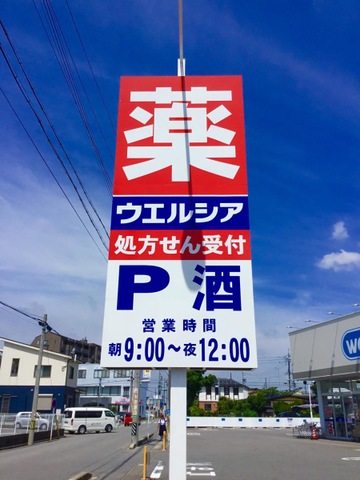 薬
ウエルシア
処方せん受付
P 酒
営業時間
朝9:00～夜12:00